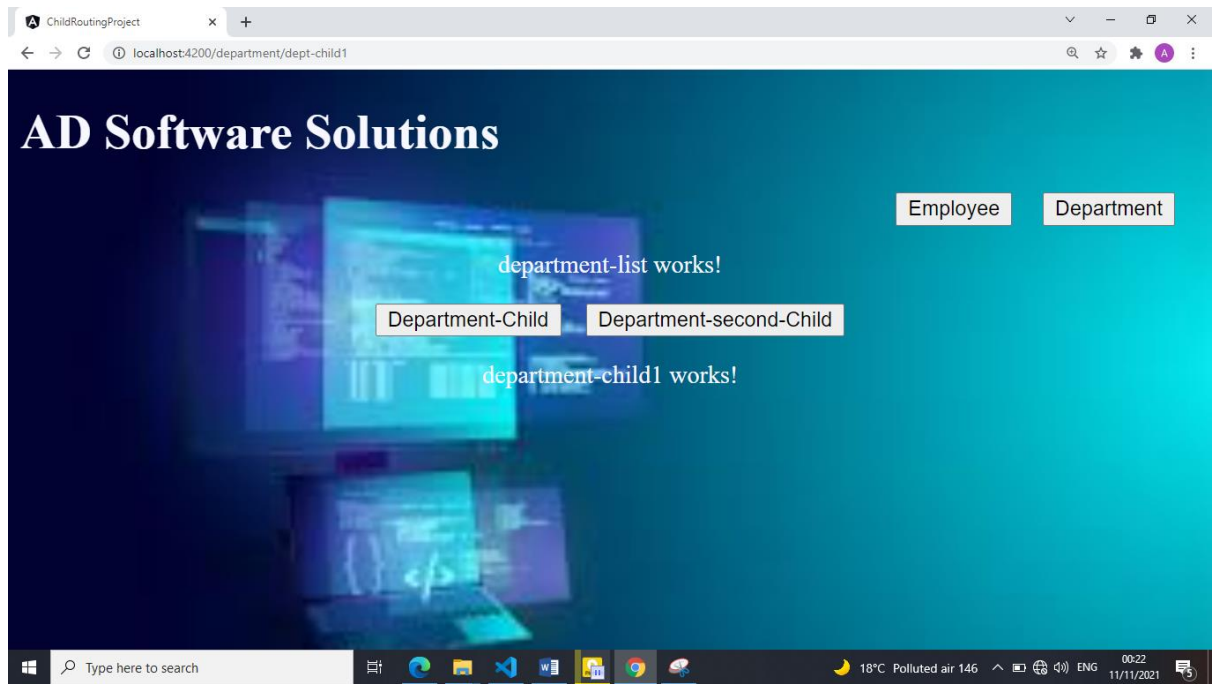 ChildRoutingProject
localhost:4200/department/dept-child1
A
AD Software Solutions
Employee Department
department-list works!
Department-Child Department-second-Child
department-child1 works!
{ } </>
Type here to search
18°C Polluted air 146 ENG 00:22
11/11/2021
5